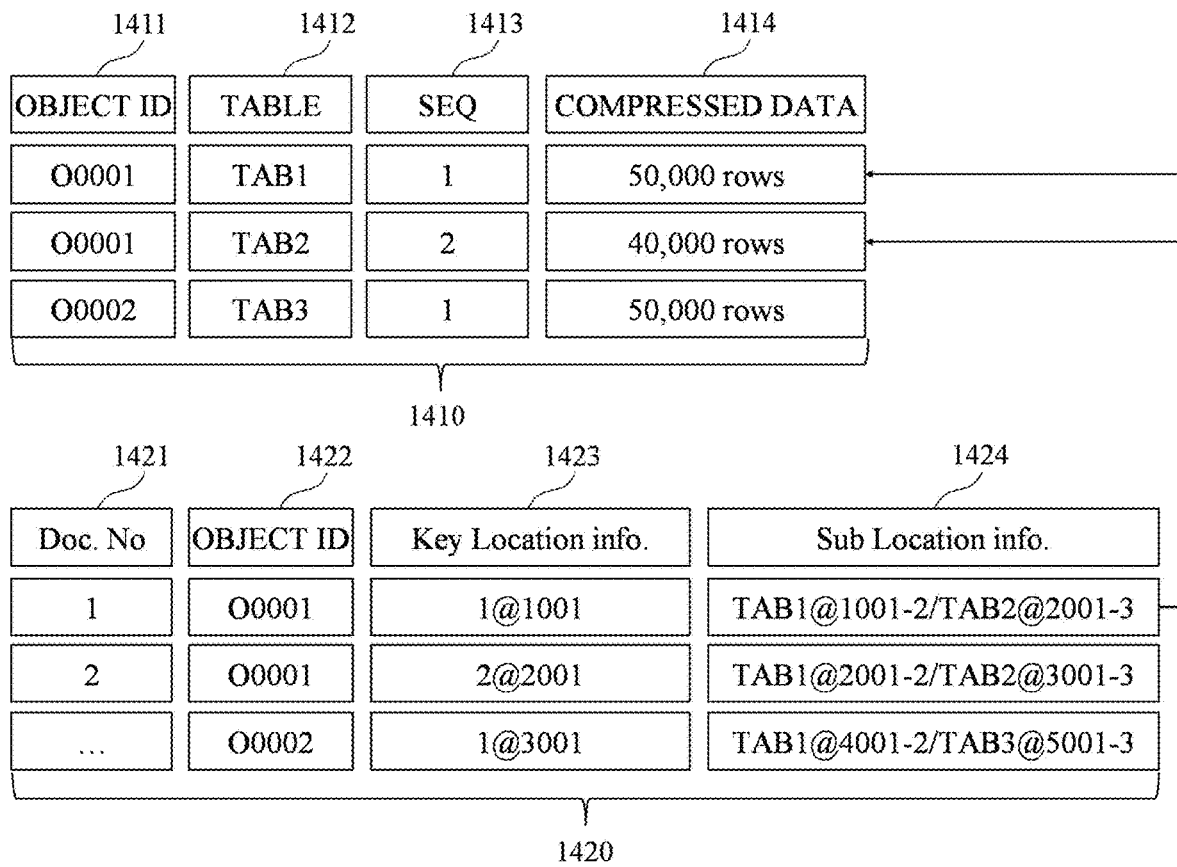 1411 1412 1413 1414
OBJECT ID TABLE SEQ COMPRESSED DATA
O0001 TAB1 1 50,000 rows
O0001 TAB2 2 40,000 rows
O0002 TAB3 1 50,000 rows
1410
1421 1422 1423 1424
Doc. No OBJECT ID Key Location info. Sub Location info.
1 O0001 1@1001 TAB1@1001-2/TAB2@2001-3
2 O0001 2@2001 TAB1@2001-2/TAB2@3001-3
... O0002 1@3001 TAB1@4001-2/TAB3@5001-3
1420